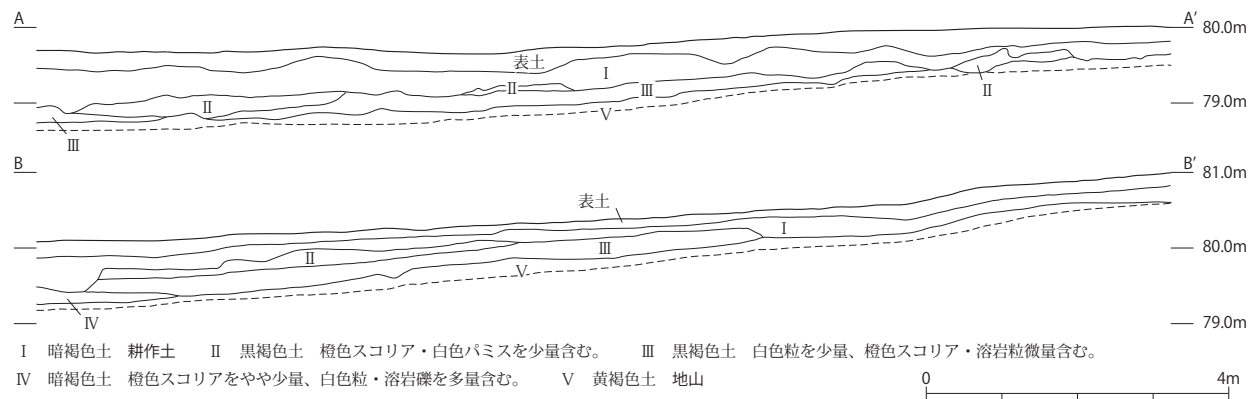 A A′ 80.0m
表土
Ⅰ
Ⅱ Ⅲ Ⅱ
Ⅱ Ⅴ 79.0m
Ⅲ
B B′ 81.0m
表土
Ⅰ
Ⅱ Ⅲ 80.0m
Ⅴ
Ⅳ 79.0m
Ⅰ 暗褐色土 耕作土 Ⅱ 黒褐色土 橙色スコリア・白色パミスを少量含む。 Ⅲ 黒褐色土 白色粒を少量、橙色スコリア・溶岩粒微量含む。
Ⅳ 暗褐色土 橙色スコリアをやや少量、白色粒・溶岩礫を多量含む。 Ⅴ 黄褐色土 地山
0 4m